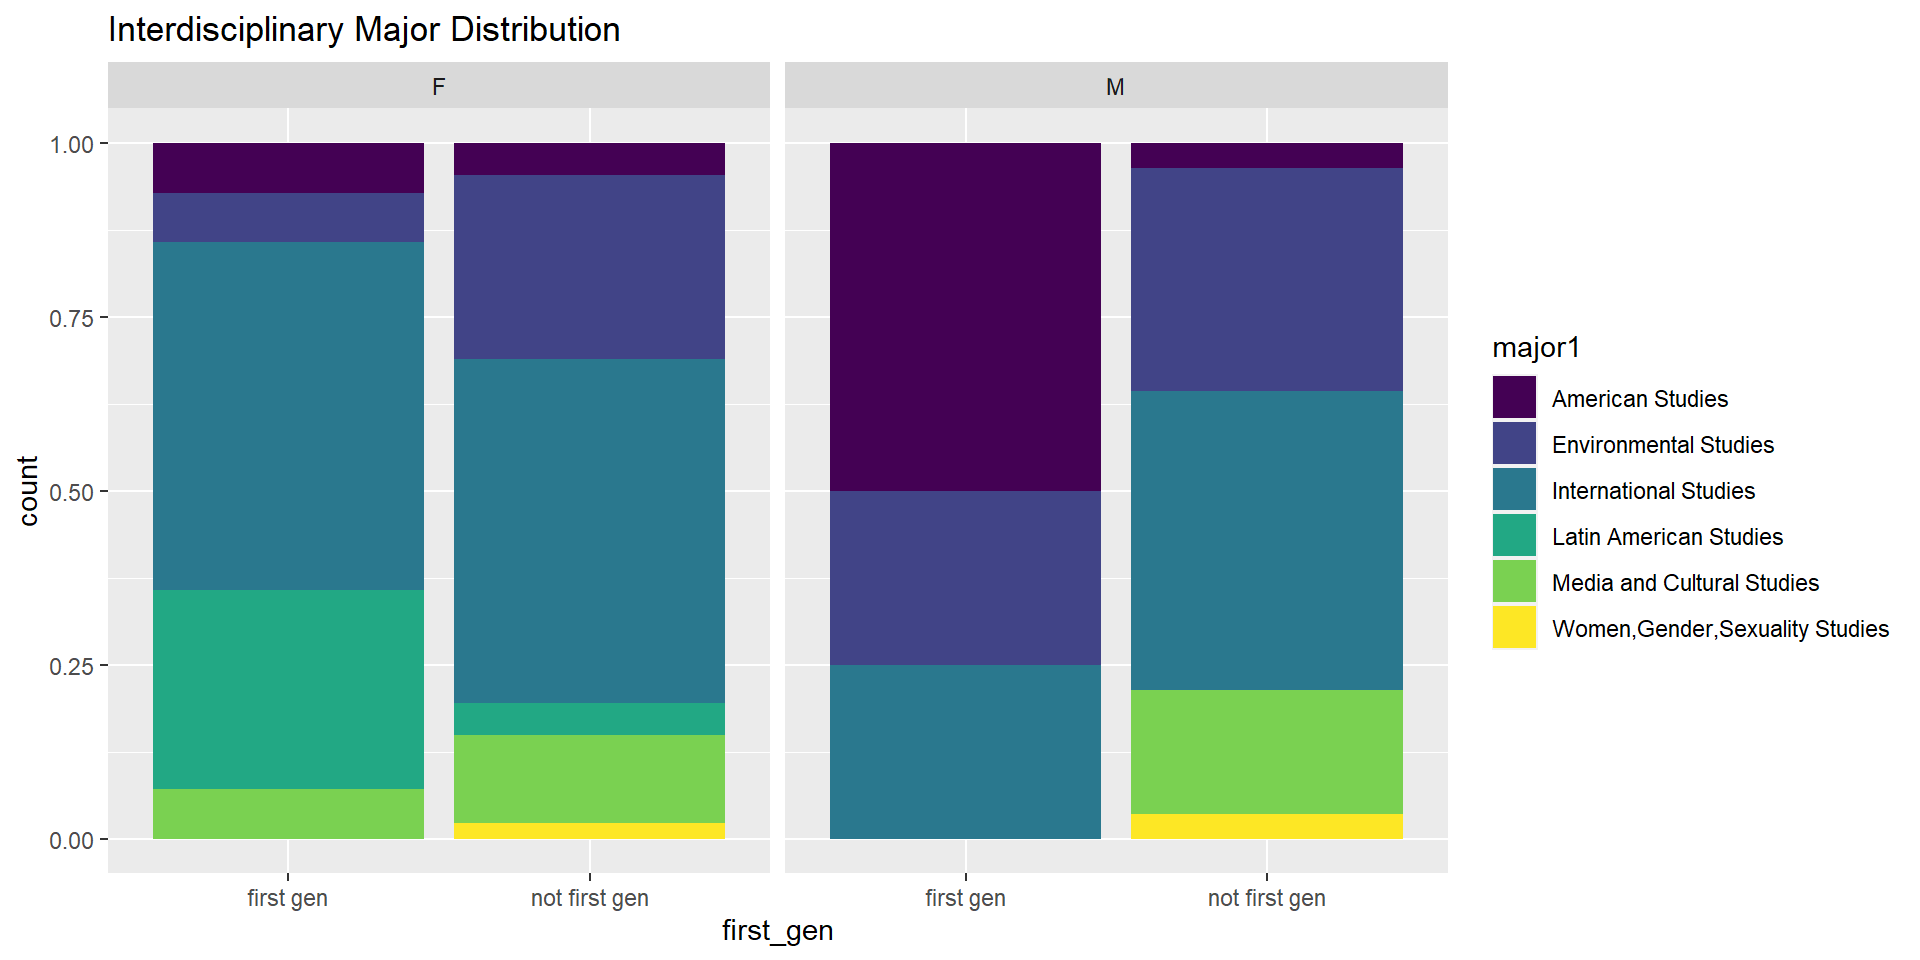 Interdisciplinary Major Distribution
F
M
1.00
0.75
0.50
0.25
0.00
count
first gen
not first gen
first gen
not first gen
first_gen
major1
American Studies
Environmental Studies
International Studies
Latin American Studies
Media and Cultural Studies
Women,Gender,Sexuality Studies